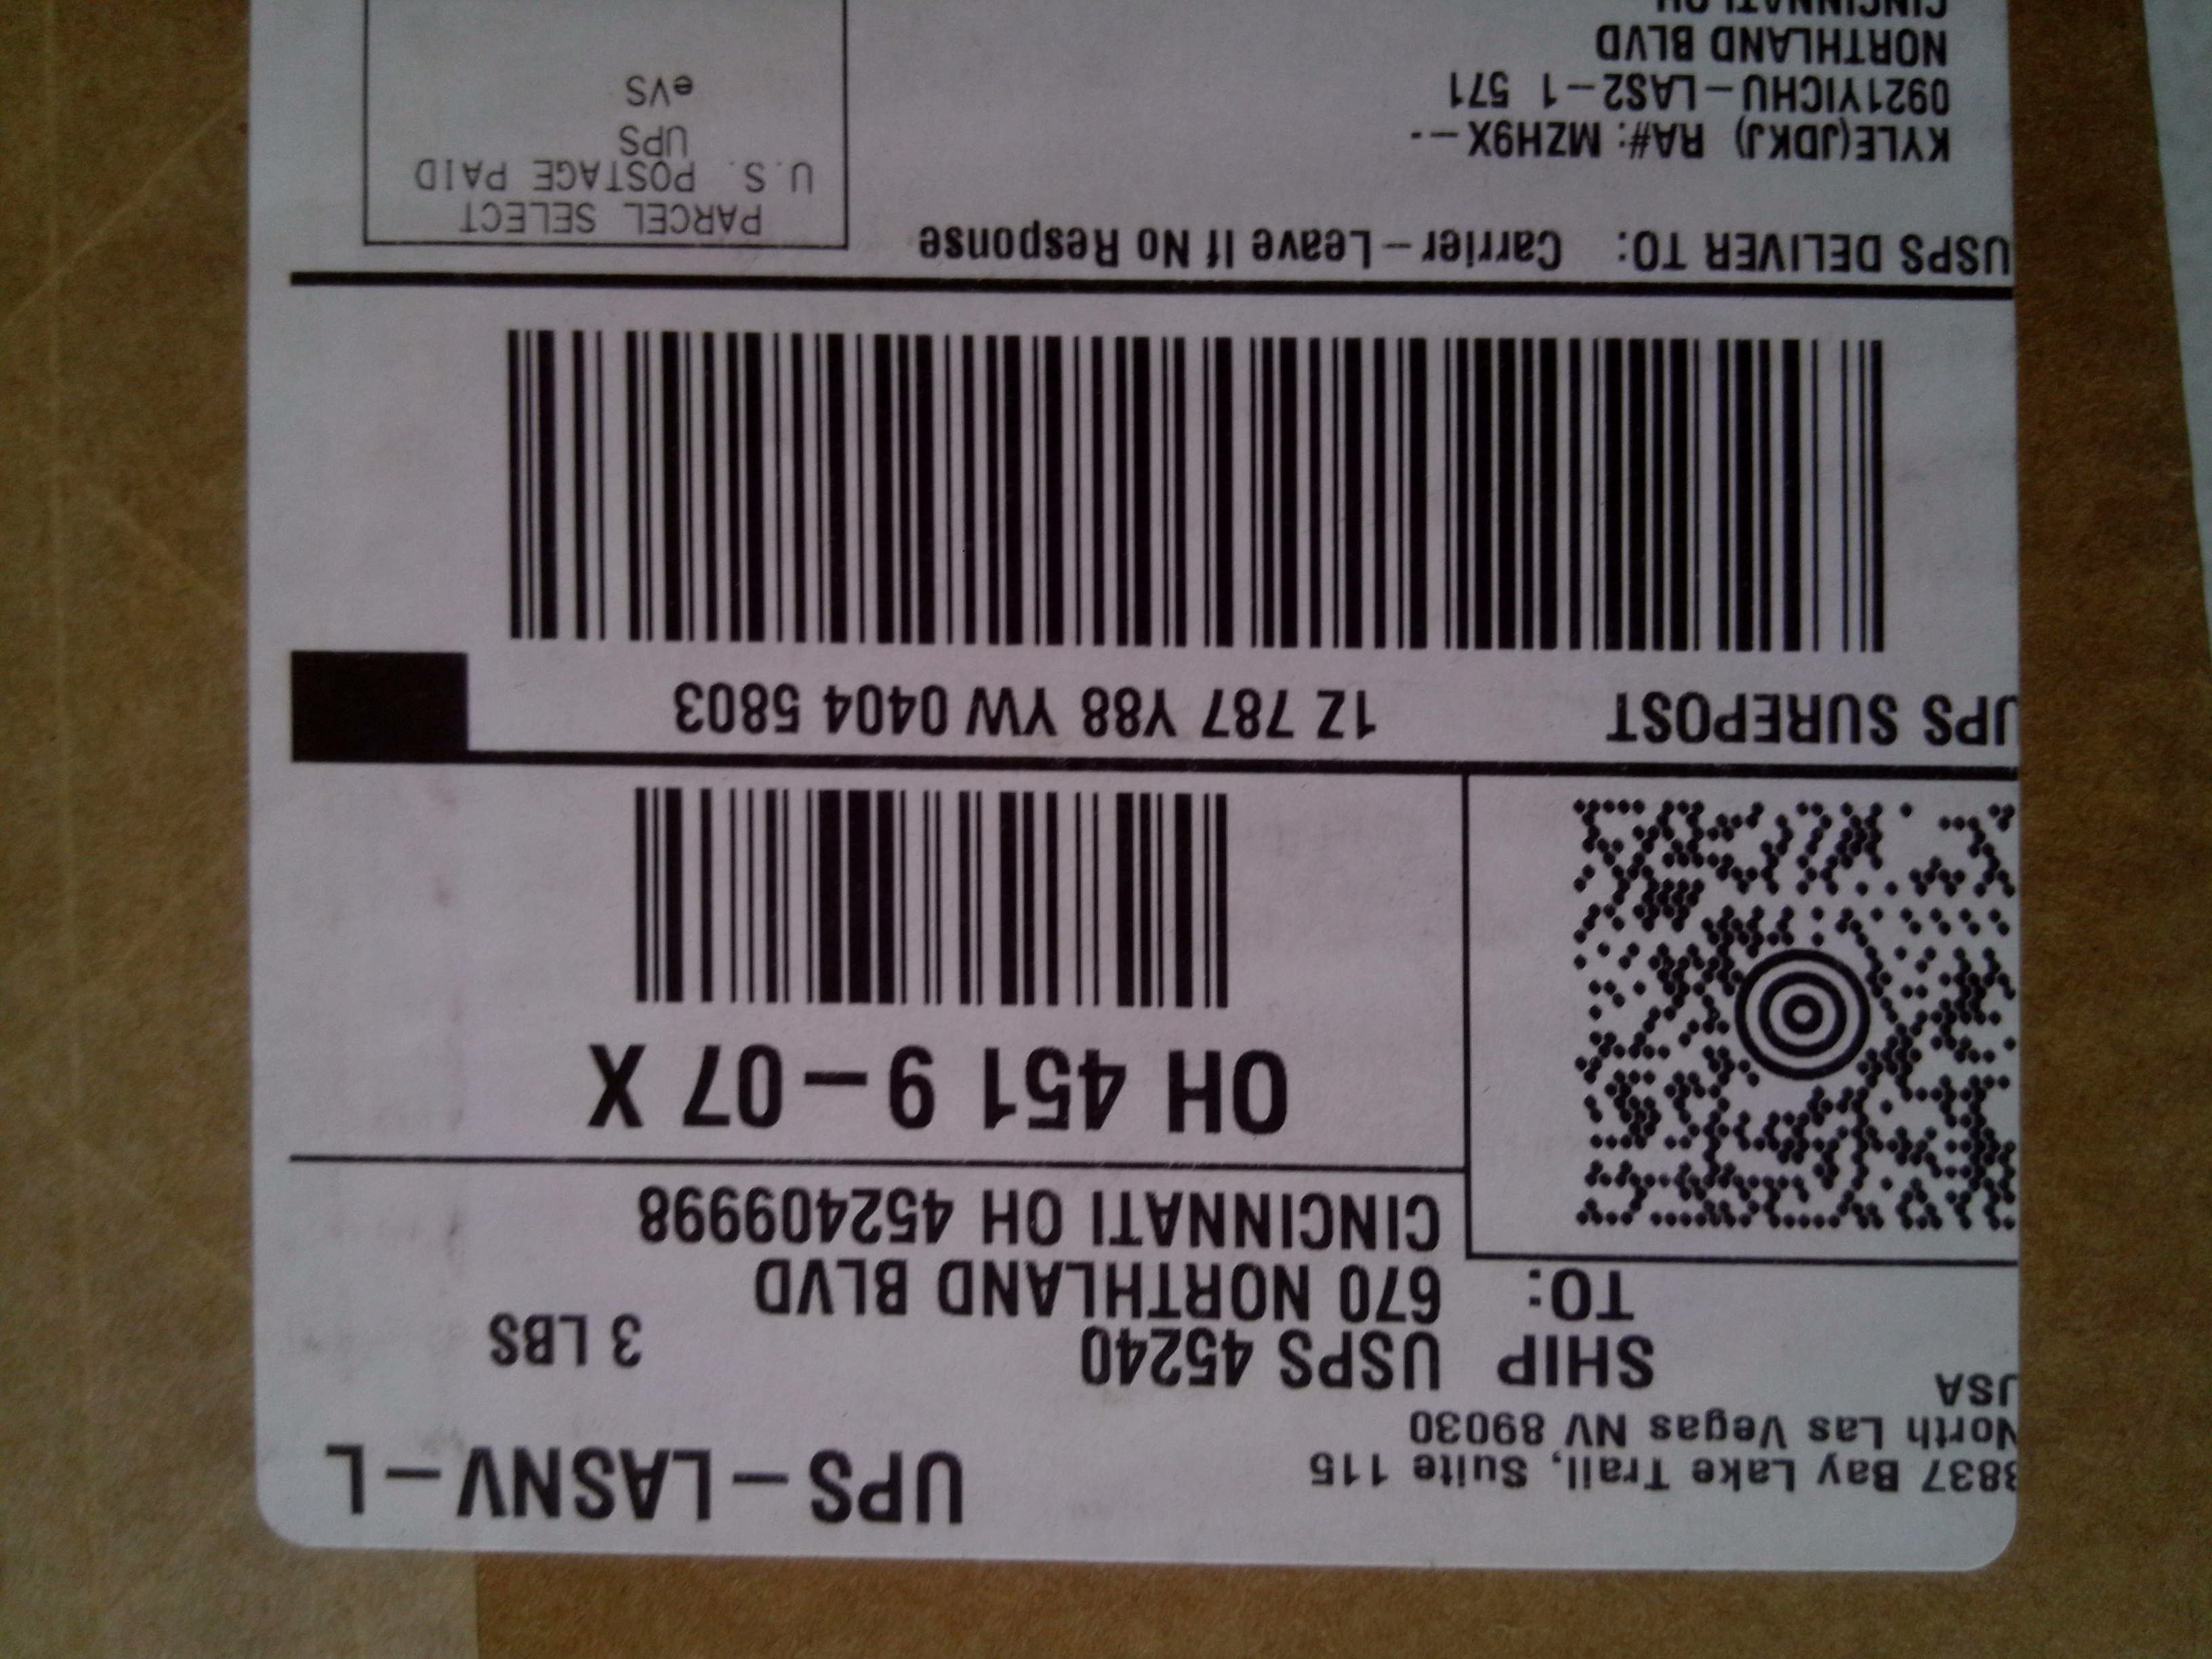 UPS-LASNV-L
3837 Bay Lake Trail, Suite 115
North Las Vegas NV 89030
USA
3 LBS
SHIP
TO:
USPS 45240
670 NORTHLAND BLVD
CINCINNATI OH 452409998
OH 451 9-07 X
UPS SUREPOST
1Z 787 Y88 YW 0404 5803
USPS DELIVER TO: Carrier-Leave If No Response
KYLE(JDKJ) RA#: MZH9X--
0921YICHU-LAS2-1 571
NORTHLAND BLVD
CINCINNATI OH
PARCEL SELECT
U.S. POSTAGE PAID
UPS
eVS